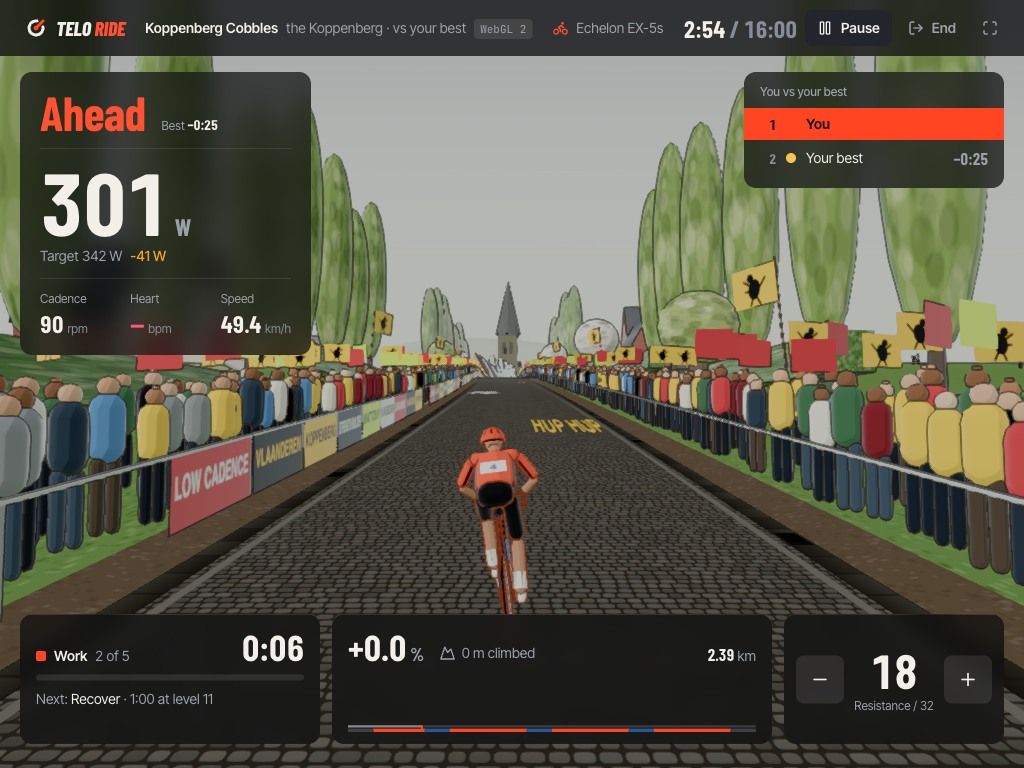 TELO RIDE Koppenberg Cobbles the Koppenberg · vs your best WebGL 2 Echelon EX-5s 2:54 / 16:00 Pause End
Ahead Best −0:25
301 W
Target 342 W -41 W
Cadence Heart Speed
90 rpm — bpm 49.4 km/h
You vs your best
1 You
2 Your best −0:25
HUP HUP
LOW CADENCE
VLAANDEREN
KOPPENBERG
4
Work 2 of 5 0:06
Next: Recover · 1:00 at level 11
+0.0 % 0 m climbed 2.39 km
− 18 +
Resistance / 32